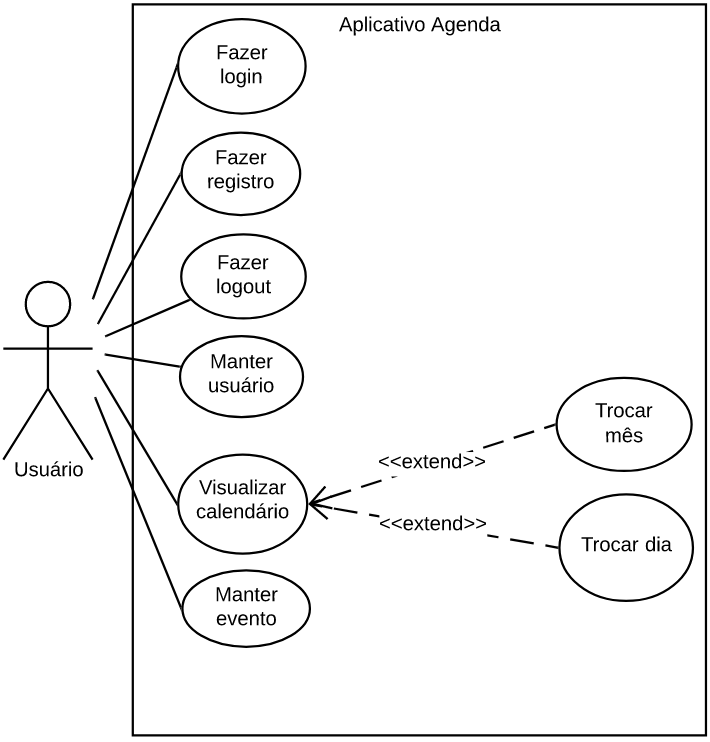 Aplicativo Agenda
Fazer
login
Fazer
registro
Fazer
logout
Manter
usuário
Usuário
Visualizar
calendário
Manter
evento
<<extend>>
<<extend>>
Trocar
mês
Trocar dia